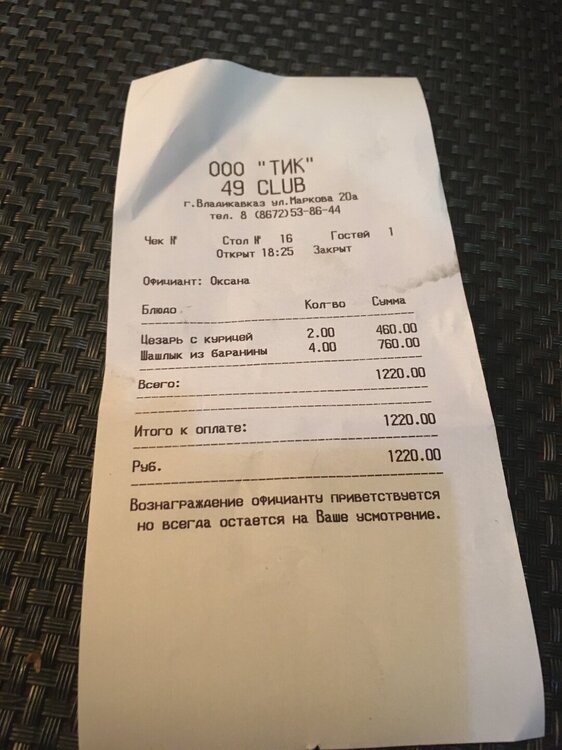 ООО "ТИК"
49 CLUB
г.Владикавказ ул.Маркова 20а
тел. 8 (8672)53-86-44
Чек № Стол № 16 Гостей 1
Открыт 18:25 Закрыт
Официант: Оксана
Блюдо Кол-во Сумма
Цезарь с курицей 2.00 460.00
Шашлык из баранины 4.00 760.00
Всего: 1220.00
Итого к оплате: 1220.00
Руб. 1220.00
Вознаграждение официанту приветствуется
но всегда остается на Ваше усмотрение.